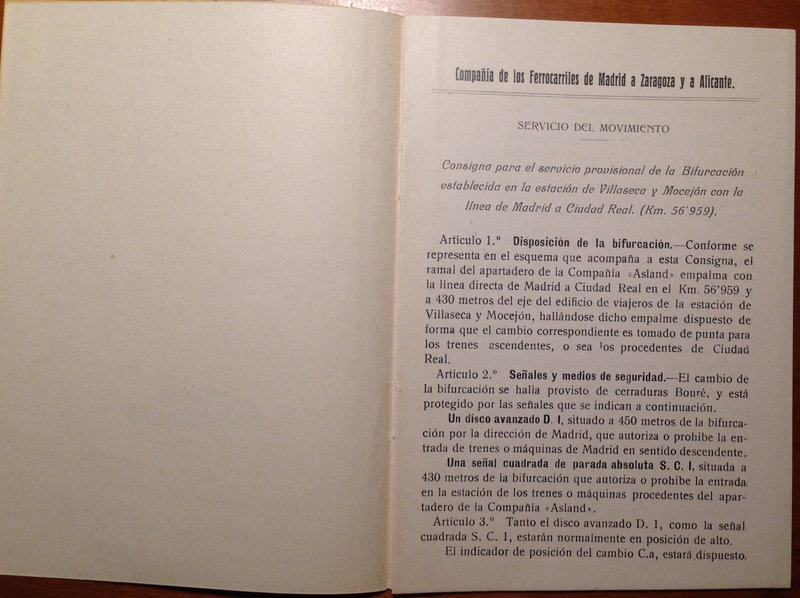 Compañía de los Ferrocarriles de Madrid a Zaragoza y a Alicante.
SERVICIO DEL MOVIMIENTO
Consigna para el servicio provisional de la Bifurcación
establecida en la estación de Villaseca y Mocejón con la
línea de Madrid a Ciudad Real. (Km. 56'959).
Artículo 1.º Disposición de la bifurcación.—Conforme se
representa en el esquema que acompaña a esta Consigna, el
ramal del apartadero de la Compañía «Asland» empalma con
la línea directa de Madrid a Ciudad Real en el Km. 56'959 y
a 430 metros del eje del edificio de viajeros de la estación de
Villaseca y Mocejón, hallándose dicho empalme dispuesto de
forma que el cambio correspondiente es tomado de punta para
los trenes ascendentes, o sea los procedentes de Ciudad
Real.
Artículo 2.º Señales y medios de seguridad.—El cambio de
la bifurcación se halla provisto de cerraduras Bouré, y está
protegido por las señales que se indican a continuación.
Un disco avanzado D. I, situado a 450 metros de la bifurca-
ción por la dirección de Madrid, que autoriza o prohibe la en-
trada de trenes o máquinas de Madrid en sentido descendente.
Una señal cuadrada de parada absoluta S. C. I, situada a
430 metros de la bifurcación que autoriza o prohibe la entrada
en la estación de los trenes o máquinas procedentes del apar-
tadero de la Compañía «Asland».
Artículo 3.º Tanto el disco avanzado D. 1, como la señal
cuadrada S. C. 1, estarán normalmente en posición de alto.
El indicador de posición del cambio C.a, estará dispuesto